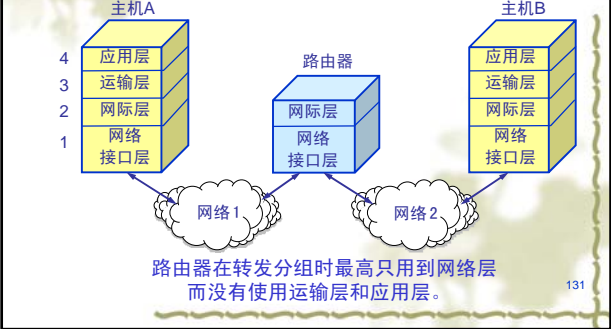 主机A
主机B
路由器
4 应用层
3 运输层
2 网际层
1 网络
接口层
网际层
网络
接口层
应用层
运输层
网际层
网络
接口层
网络1
网络2
路由器在转发分组时最高只用到网络层
而没有使用运输层和应用层。
131